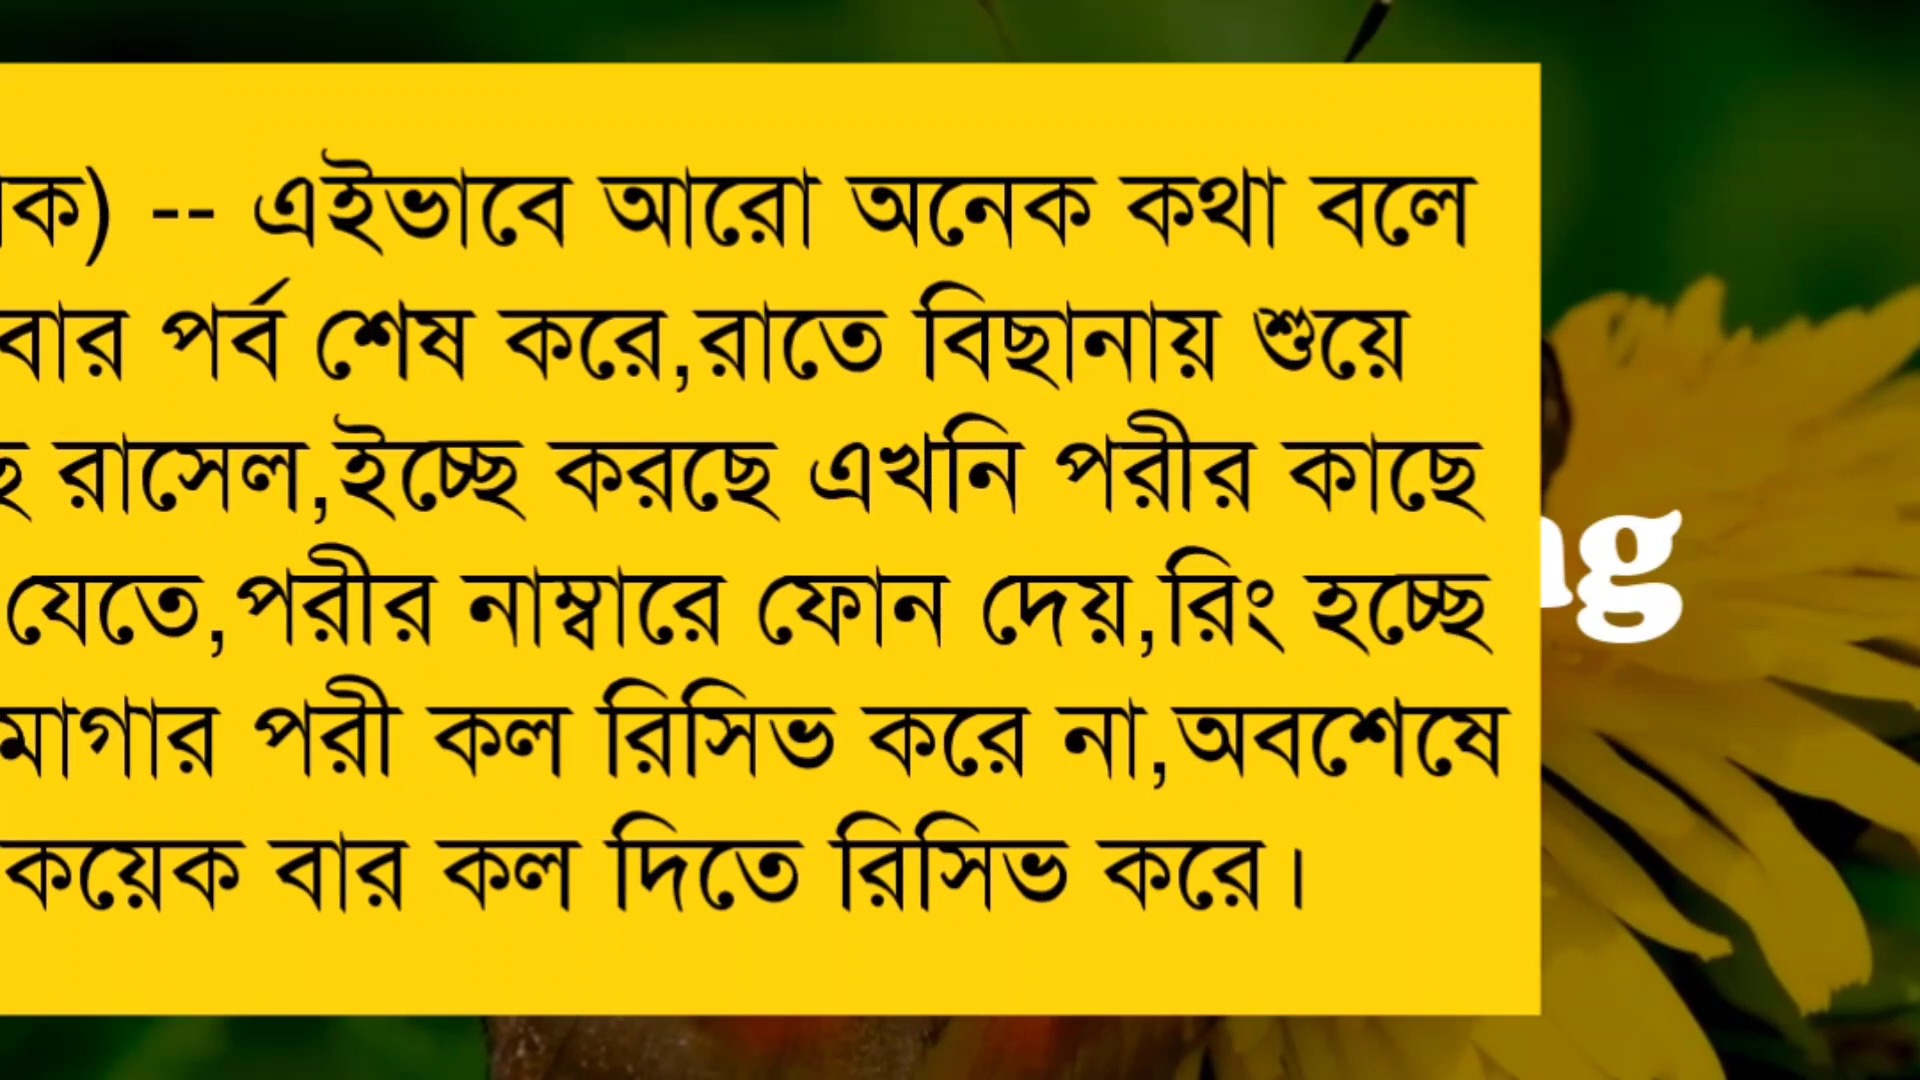 -- এইভাবে আরো অনেক কথা বলে
বার পর্ব শেষ করে,রাতে বিছানায় শুয়ে
রাসেল,ইচ্ছে করছে এখনি পরীর কাছে
যেতে,পরীর নাম্বারে ফোন দেয়,রিং হচ্ছে
মাগার পরী কল রিসিভ করে না,অবশেষে
কয়েক বার কল দিতে রিসিভ করে।